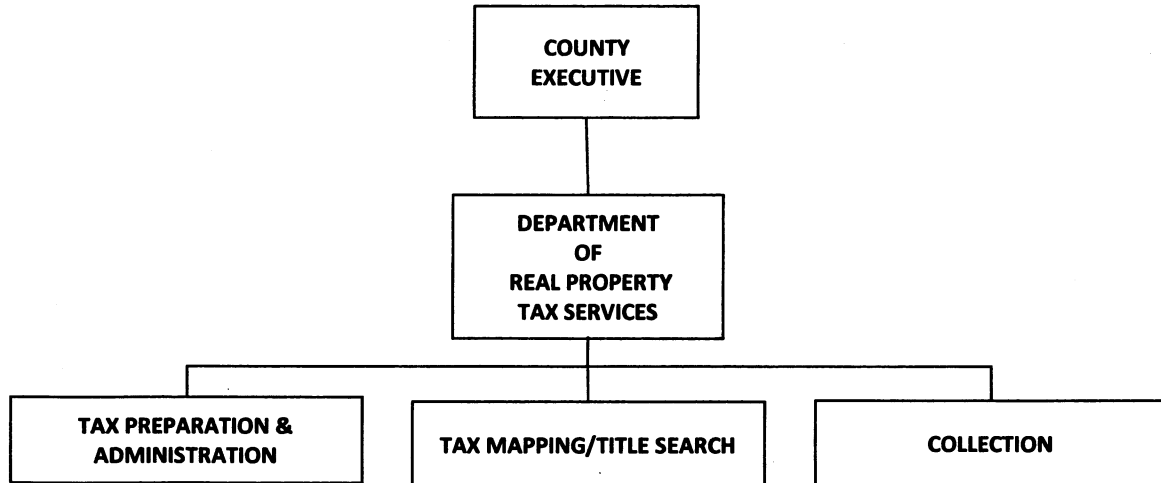 COUNTY
EXECUTIVE
DEPARTMENT
OF
REAL PROPERTY
TAX SERVICES
TAX PREPARATION &
ADMINISTRATION
TAX MAPPING/TITLE SEARCH
COLLECTION